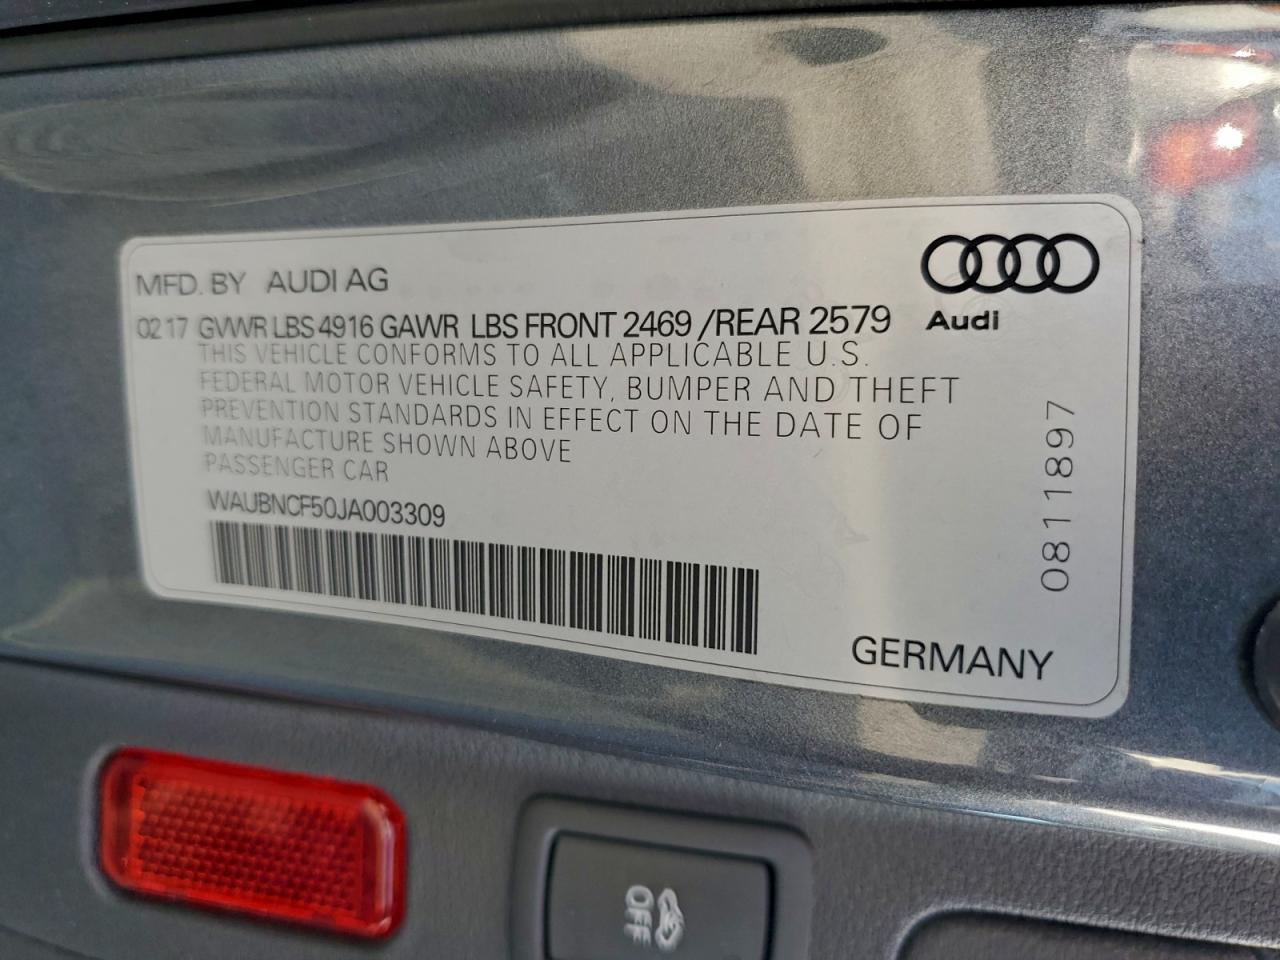 MFD. BY AUDI AG
02 17 GVWR LBS 4916 GAWR LBS FRONT 2469 /REAR 2579
Audi
THIS VEHICLE CONFORMS TO ALL APPLICABLE U.S.
FEDERAL MOTOR VEHICLE SAFETY, BUMPER AND THEFT
PREVENTION STANDARDS IN EFFECT ON THE DATE OF
MANUFACTURE SHOWN ABOVE
PASSENGER CAR
WAUBNCF50JA003309
0811897
GERMANY
OFF